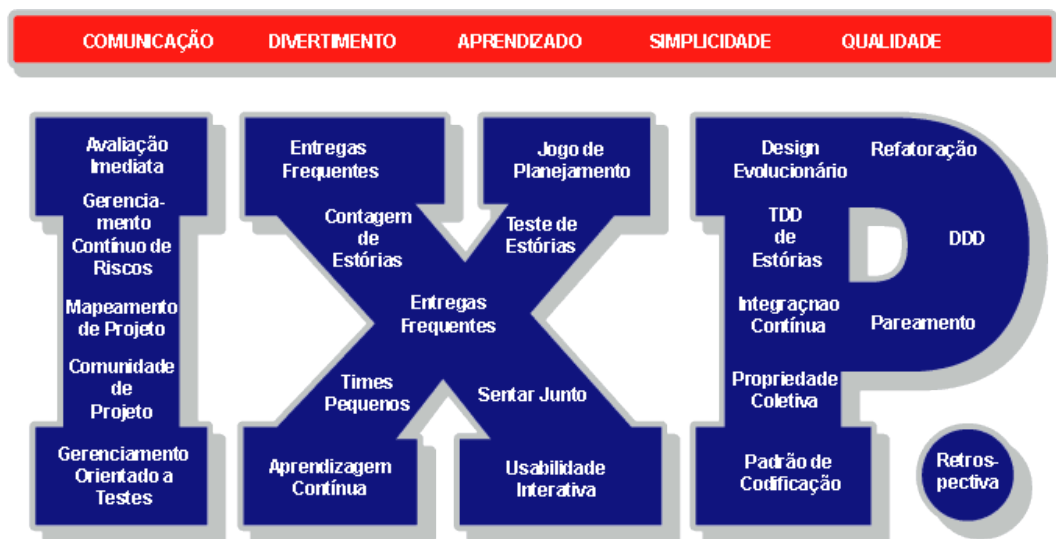 COMUNICAÇÃO DIVERTIMENTO APRENDIZADO SIMPLICIDADE QUALIDADE
Avaliação
Imediata
Gerencia-
mento
Contínuo de
Riscos
Mapeamento
de Projeto
Comunidade
de
Projeto
Gerenciamento
Orientado a
Testes
Entregas
Frequentes
Jogo de
Planejamento
Contagem
de
Estórias
Teste de
Estórias
Entregas
Frequentes
Times
Pequenos
Sentar Junto
Aprendizagem
Contínua
Usabilidade
Interativa
Design
Evolucionário
Refatoração
TDD
de
Estórias
DDD
Integraçnao
Contínua
Pareamento
Propriedade
Coletiva
Padrão de
Codificação
Retros-
pectiva